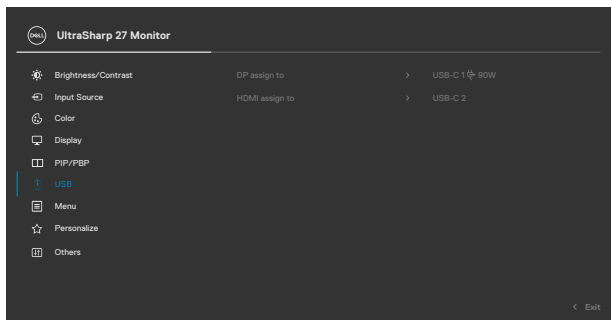 DELL UltraSharp 27 Monitor
Brightness/Contrast DP assign to > USB-C 1 90W
Input Source HDMI assign to > USB-C 2
Color
Display
PIP/PBP
USB
Menu
Personalize
Others
< Exit